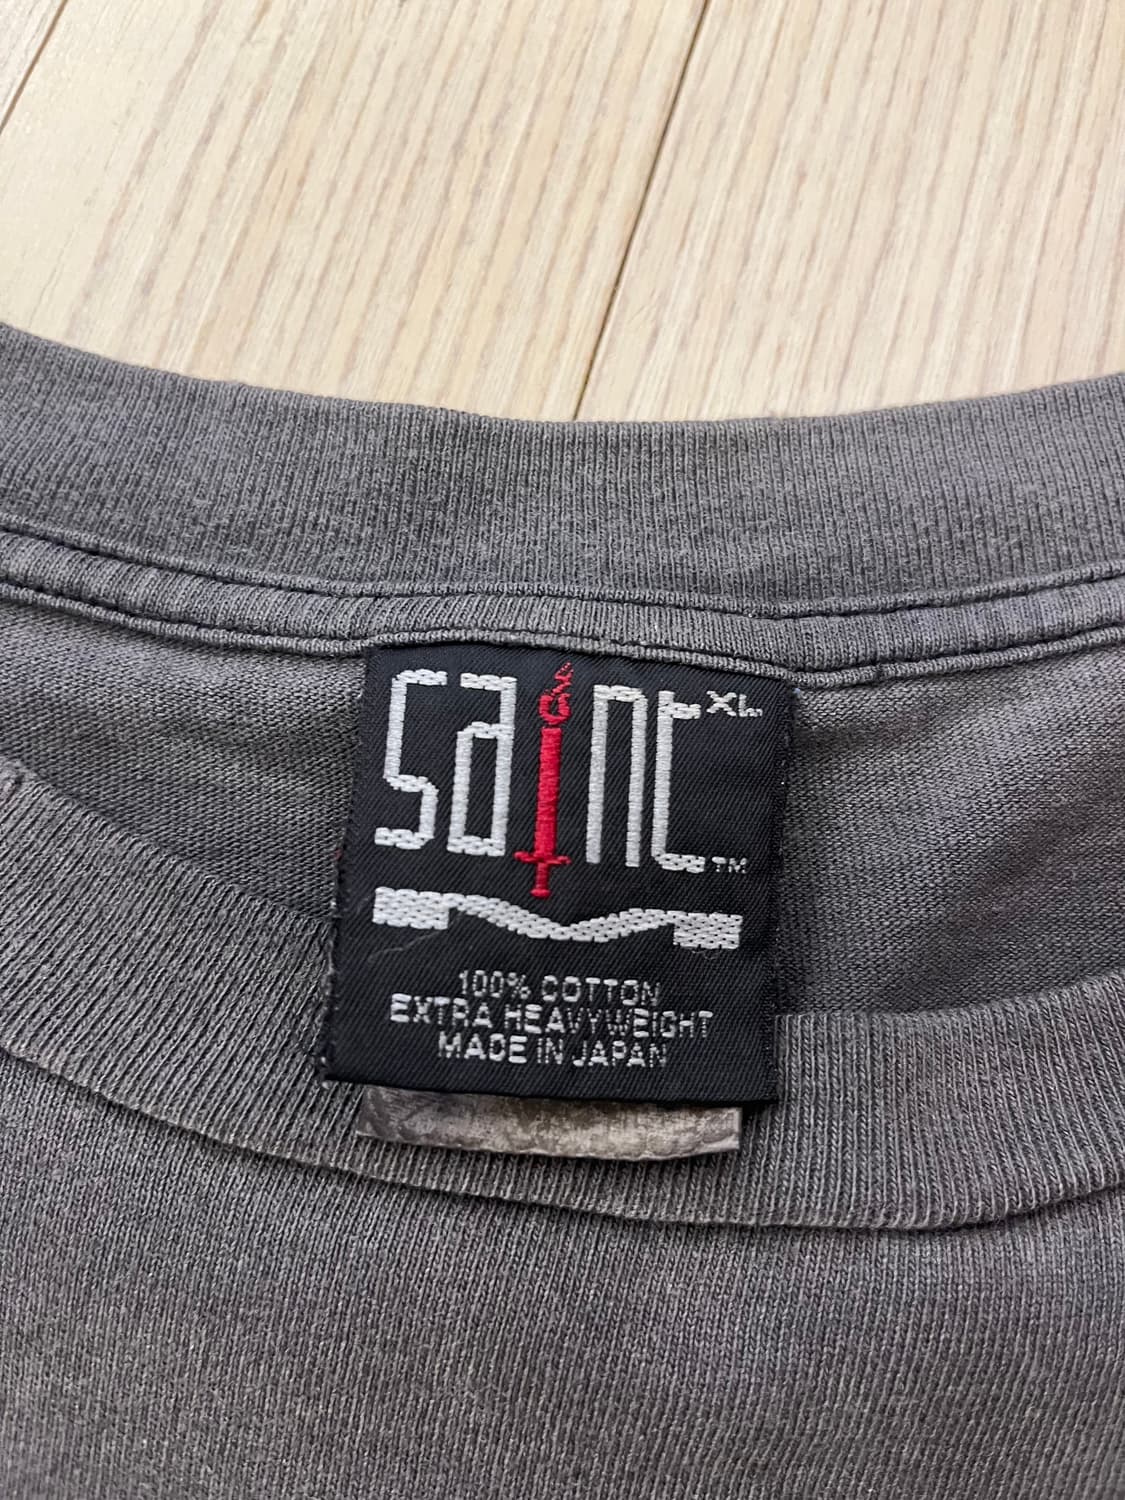 saint XL
TM
100% COTTON
EXTRA HEAVYWEIGHT
MADE IN JAPAN